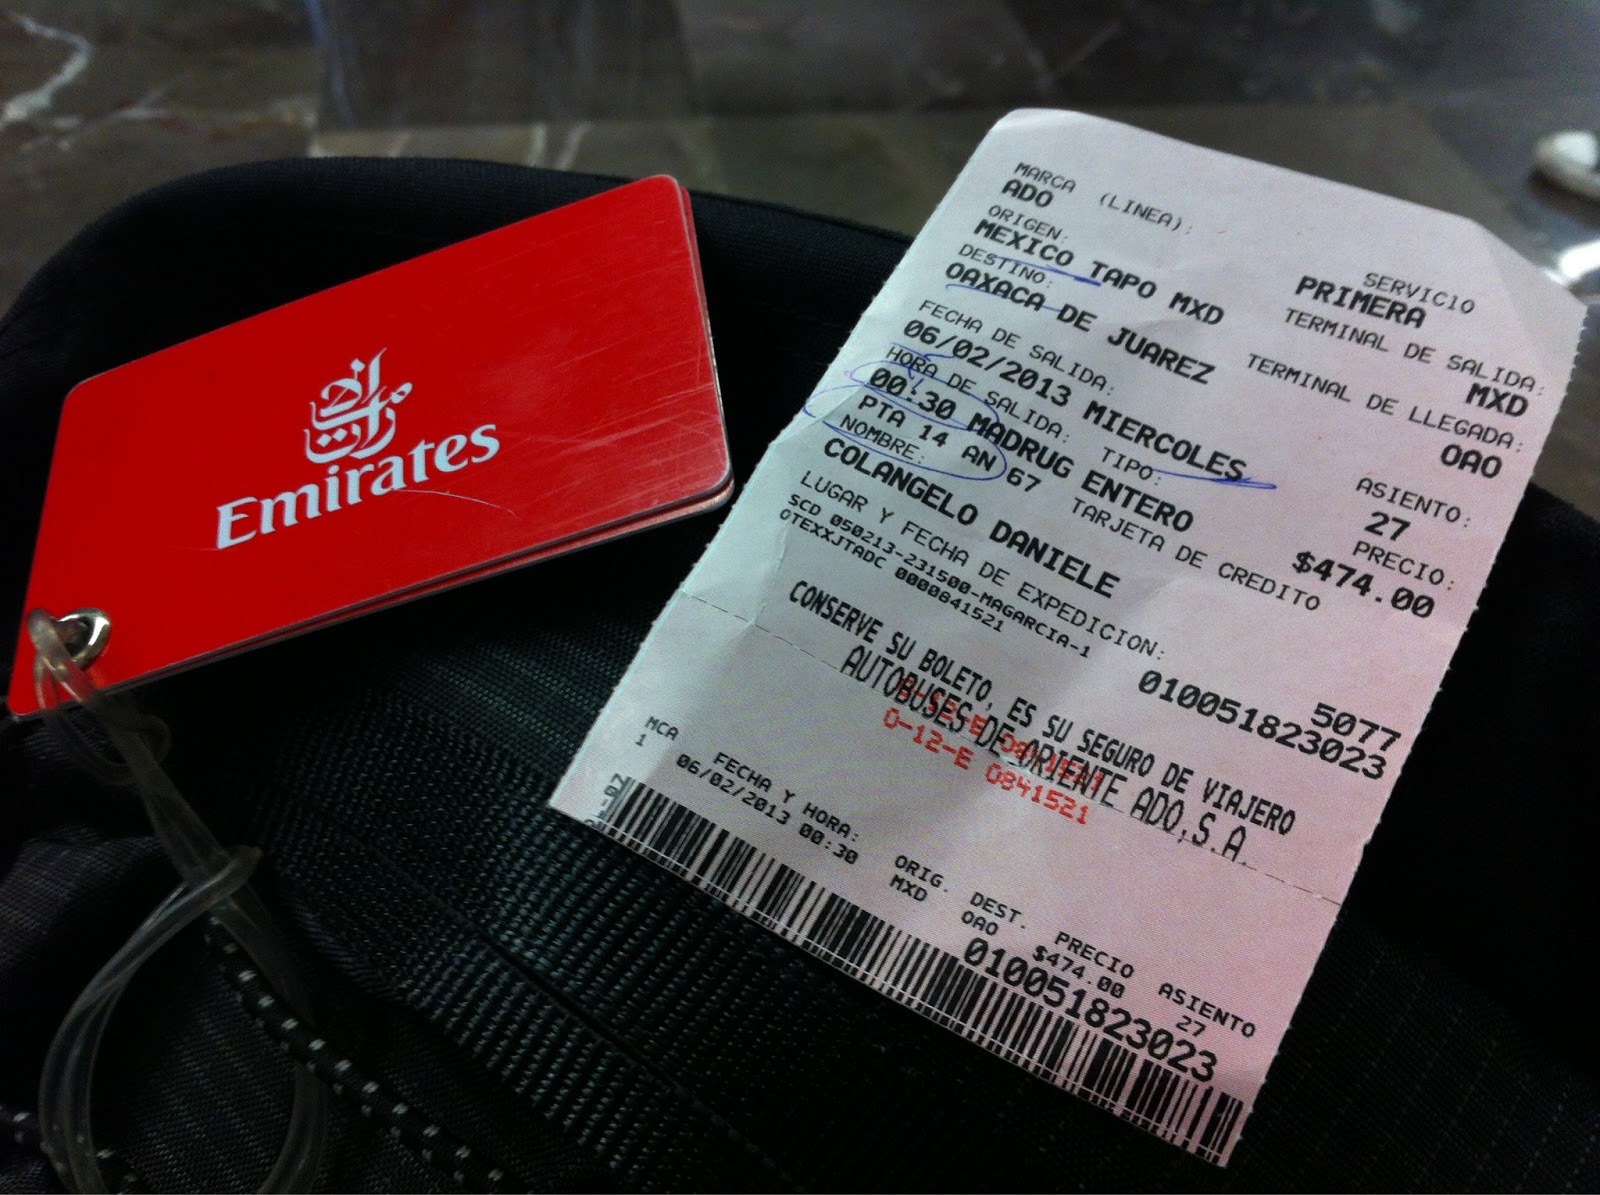 الإمارات
Emirates
MARCA (LINEA):
ADO
SERVICIO
PRIMERA
ORIGEN:
MEXICO TAPO MXD
TERMINAL DE SALIDA:
MXD
DESTINO:
OAXACA DE JUAREZ
TERMINAL DE LLEGADA:
OAO
FECHA DE SALIDA:
06/02/2013 MIERCOLES
HORA DE SALIDA: TIPO: ASIENTO:
00:30 MADRUG ENTERO 27
PTA 14 AN 67 TARJETA DE CREDITO PRECIO:
$474.00
NOMBRE:
COLANGELO DANIELE
LUGAR Y FECHA DE EXPEDICION:
SCD 050213-231500-MAGARCIA-1 5077
OTEXXJTADC 0000841521 010051823023
CONSERVE SU BOLETO, ES SU SEGURO DE VIAJERO
AUTOBUSES DE ORIENTE ADO,S.A.
O-12-E 0841521
MCA FECHA Y HORA: ORIG. DEST. PRECIO ASIENTO
1 06/02/2013 00:30 MXD OAO $474.00 27
010051823023